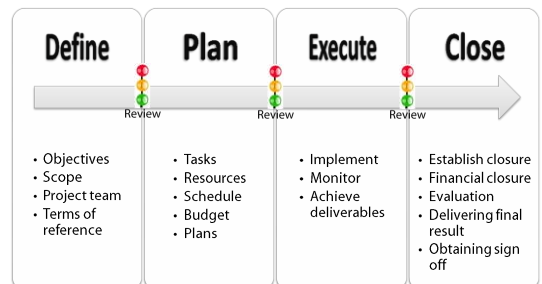 Define
Plan
Execute
Close
Review
Review
Review
• Objectives
• Scope
• Project team
• Terms of
reference
• Tasks
• Resources
• Schedule
• Budget
• Plans
• Implement
• Monitor
• Achieve
deliverables
• Establish closure
• Financial closure
• Evaluation
• Delivering final
result
• Obtaining sign
off